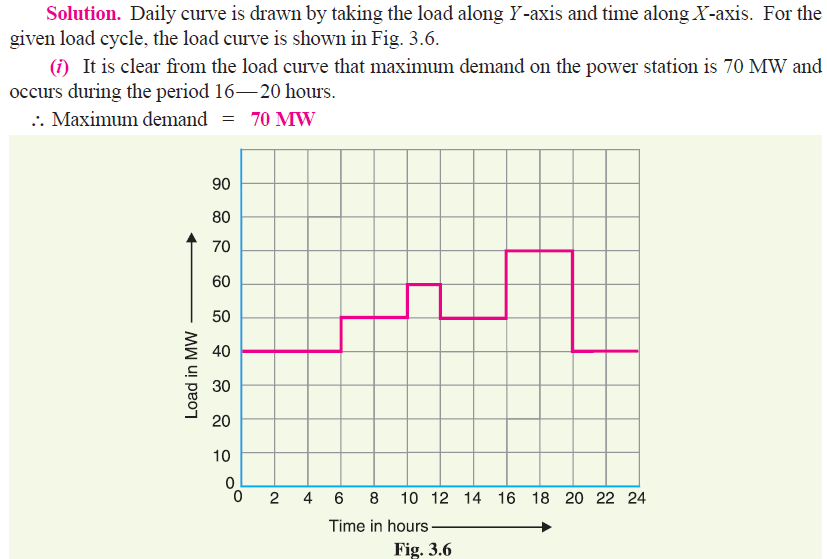 Solution. Daily curve is drawn by taking the load along Y-axis and time along X-axis. For the
given load cycle, the load curve is shown in Fig. 3.6.
(i) It is clear from the load curve that maximum demand on the power station is 70 MW and
occurs during the period 16—20 hours.
∴ Maximum demand = 70 MW
90
80
70
60
50
40
30
20
10
0
Load in MW
0 2 4 6 8 10 12 14 16 18 20 22 24
Time in hours
Fig. 3.6